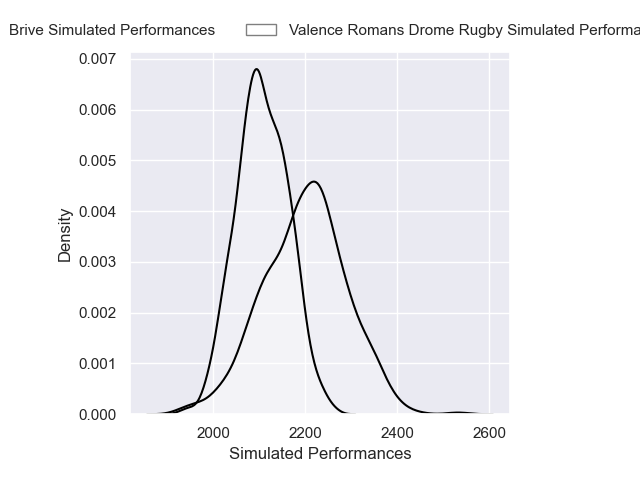 Brive Simulated Performances
Valence Romans Drome Rugby Simulated Performa
0.007
0.006
0.005
0.004
0.003
0.002
0.001
0.000
Density
2000 2200 2400 2600
Simulated Performances